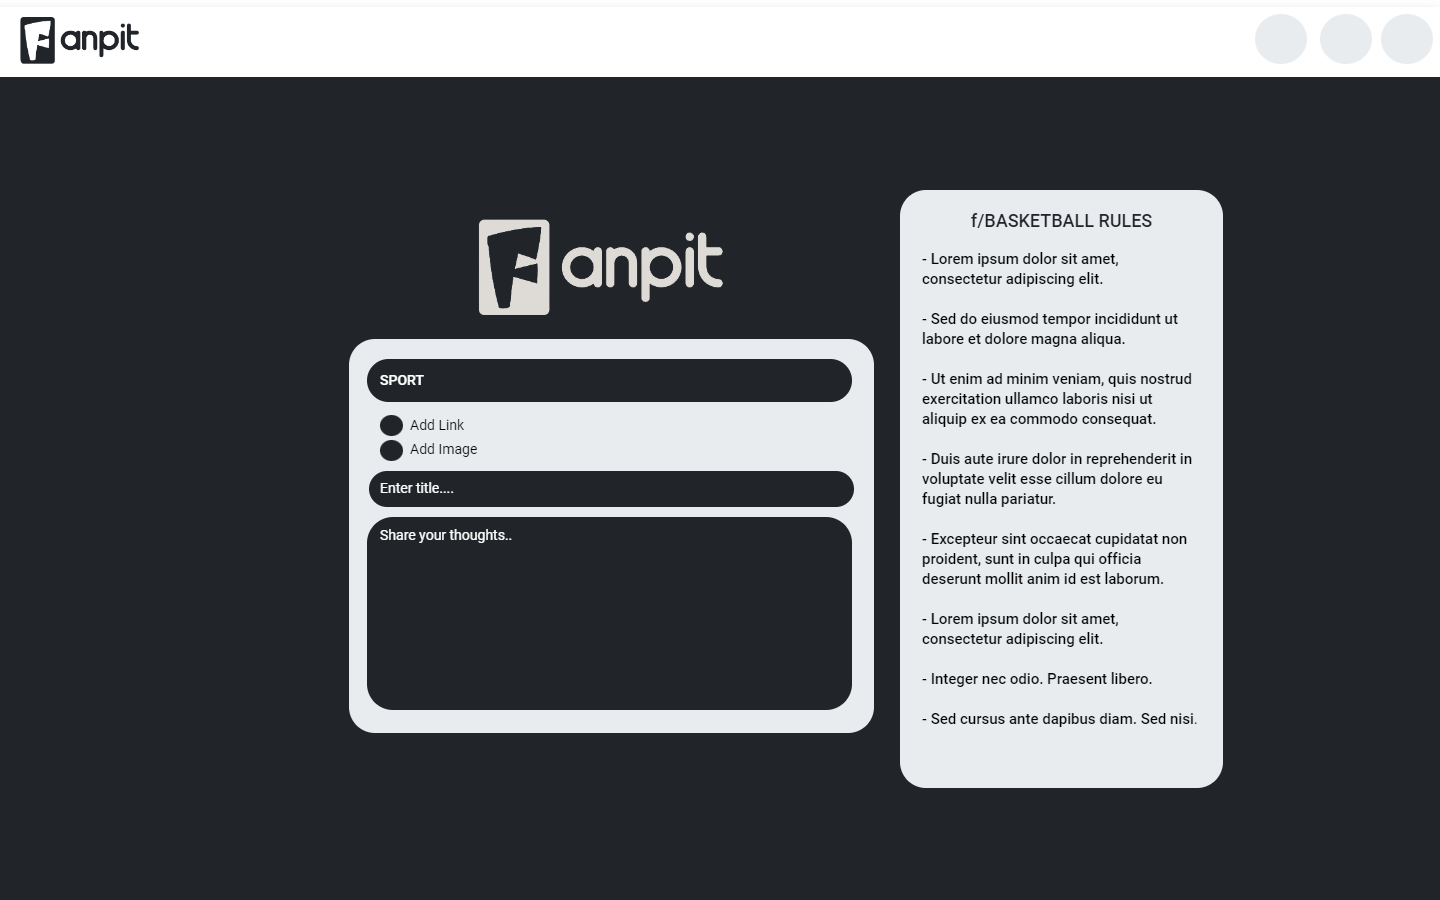 Fanpit
Fanpit
SPORT
Add Link
Add Image
Enter title....
Share your thoughts..
f/BASKETBALL RULES
- Lorem ipsum dolor sit amet,
consectetur adipiscing elit.
- Sed do eiusmod tempor incididunt ut
labore et dolore magna aliqua.
- Ut enim ad minim veniam, quis nostrud
exercitation ullamco laboris nisi ut
aliquip ex ea commodo consequat.
- Duis aute irure dolor in reprehenderit in
voluptate velit esse cillum dolore eu
fugiat nulla pariatur.
- Excepteur sint occaecat cupidatat non
proident, sunt in culpa qui officia
deserunt mollit anim id est laborum.
- Lorem ipsum dolor sit amet,
consectetur adipiscing elit.
- Integer nec odio. Praesent libero.
- Sed cursus ante dapibus diam. Sed nisi.